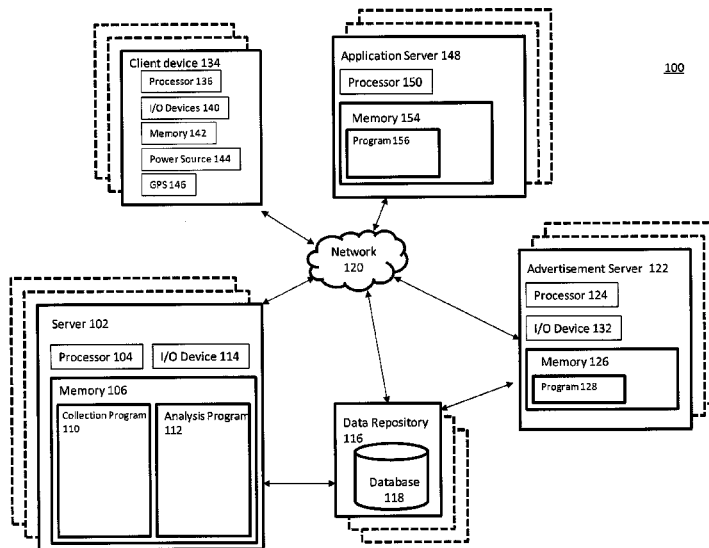 Client device 134
Processor 136
I/O Devices 140
Memory 142
Power Source 144
GPS 146
Application Server 148
Processor 150
Memory 154
Program 156
100
Network
120
Advertisement Server 122
Processor 124
I/O Device 132
Memory 126
Program 128
Server 102
Processor 104
I/O Device 114
Memory 106
Collection Program
110
Analysis Program
112
Data Repository
116
Database
118